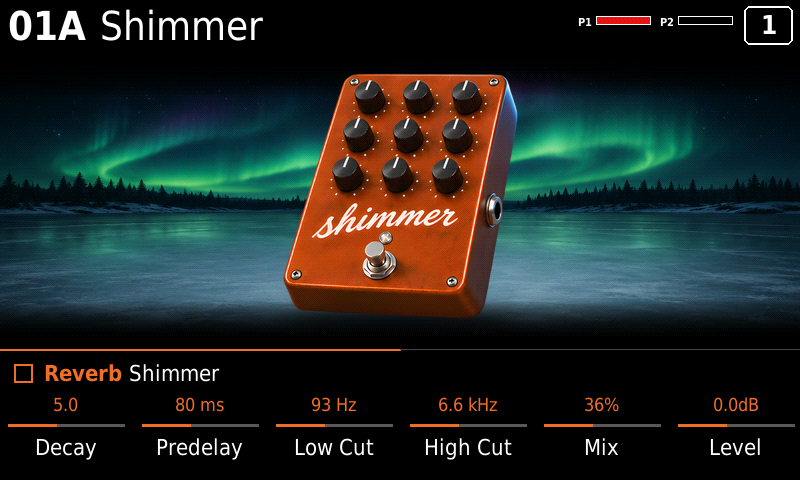 01A Shimmer
P1
P2
1
shimmer
Reverb Shimmer
5.0
80 ms
93 Hz
6.6 kHz
36%
0.0dB
Decay
Predelay
Low Cut
High Cut
Mix
Level